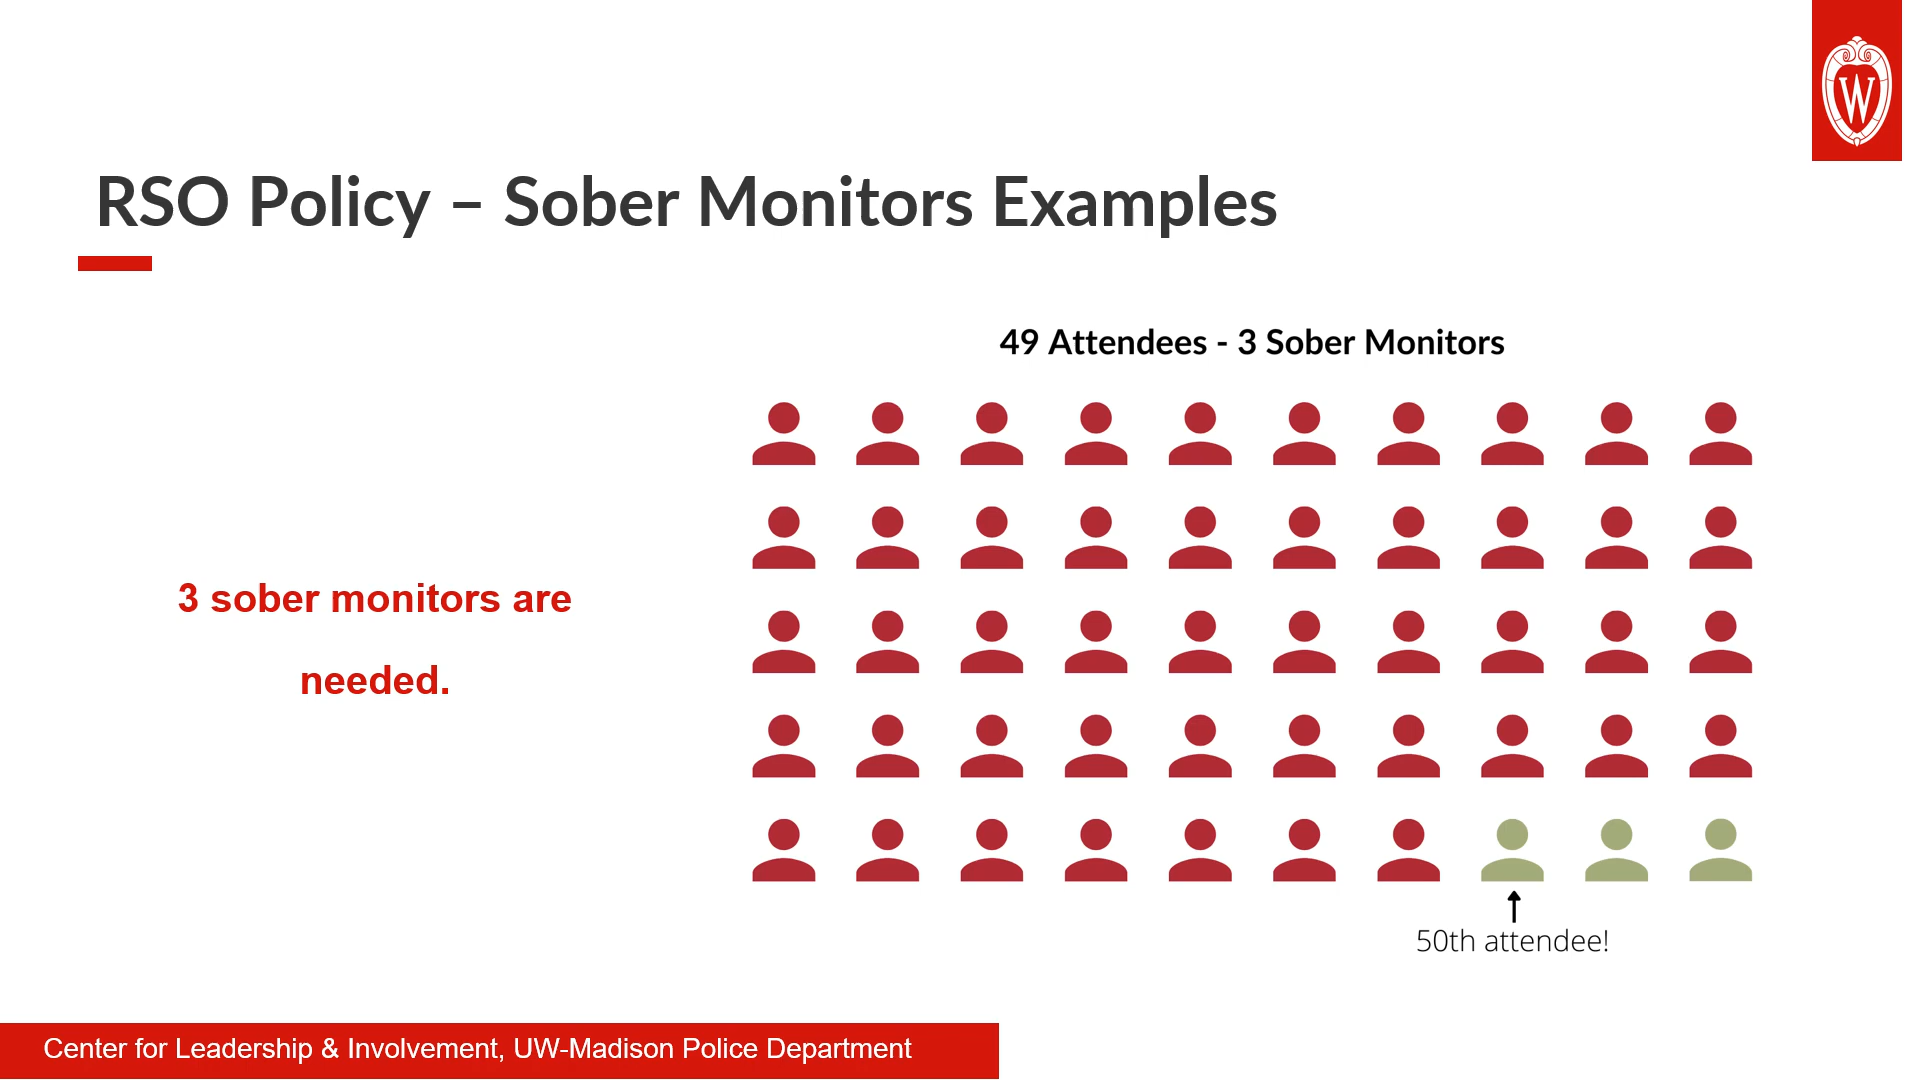 W
RSO Policy – Sober Monitors Examples
49 Attendees - 3 Sober Monitors
3 sober monitors are
needed.
50th attendee!
Center for Leadership & Involvement, UW-Madison Police Department